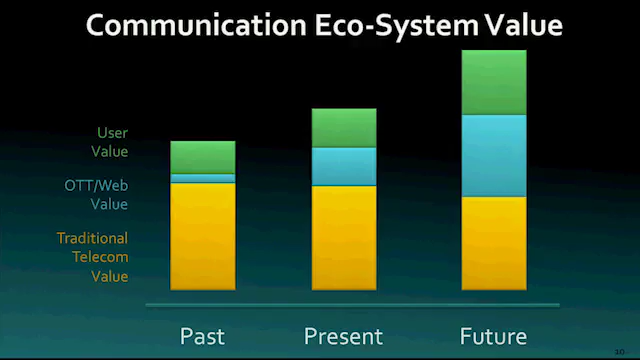 Communication Eco-System Value
User
Value
OTT/Web
Value
Traditional
Telecom
Value
Past Present Future